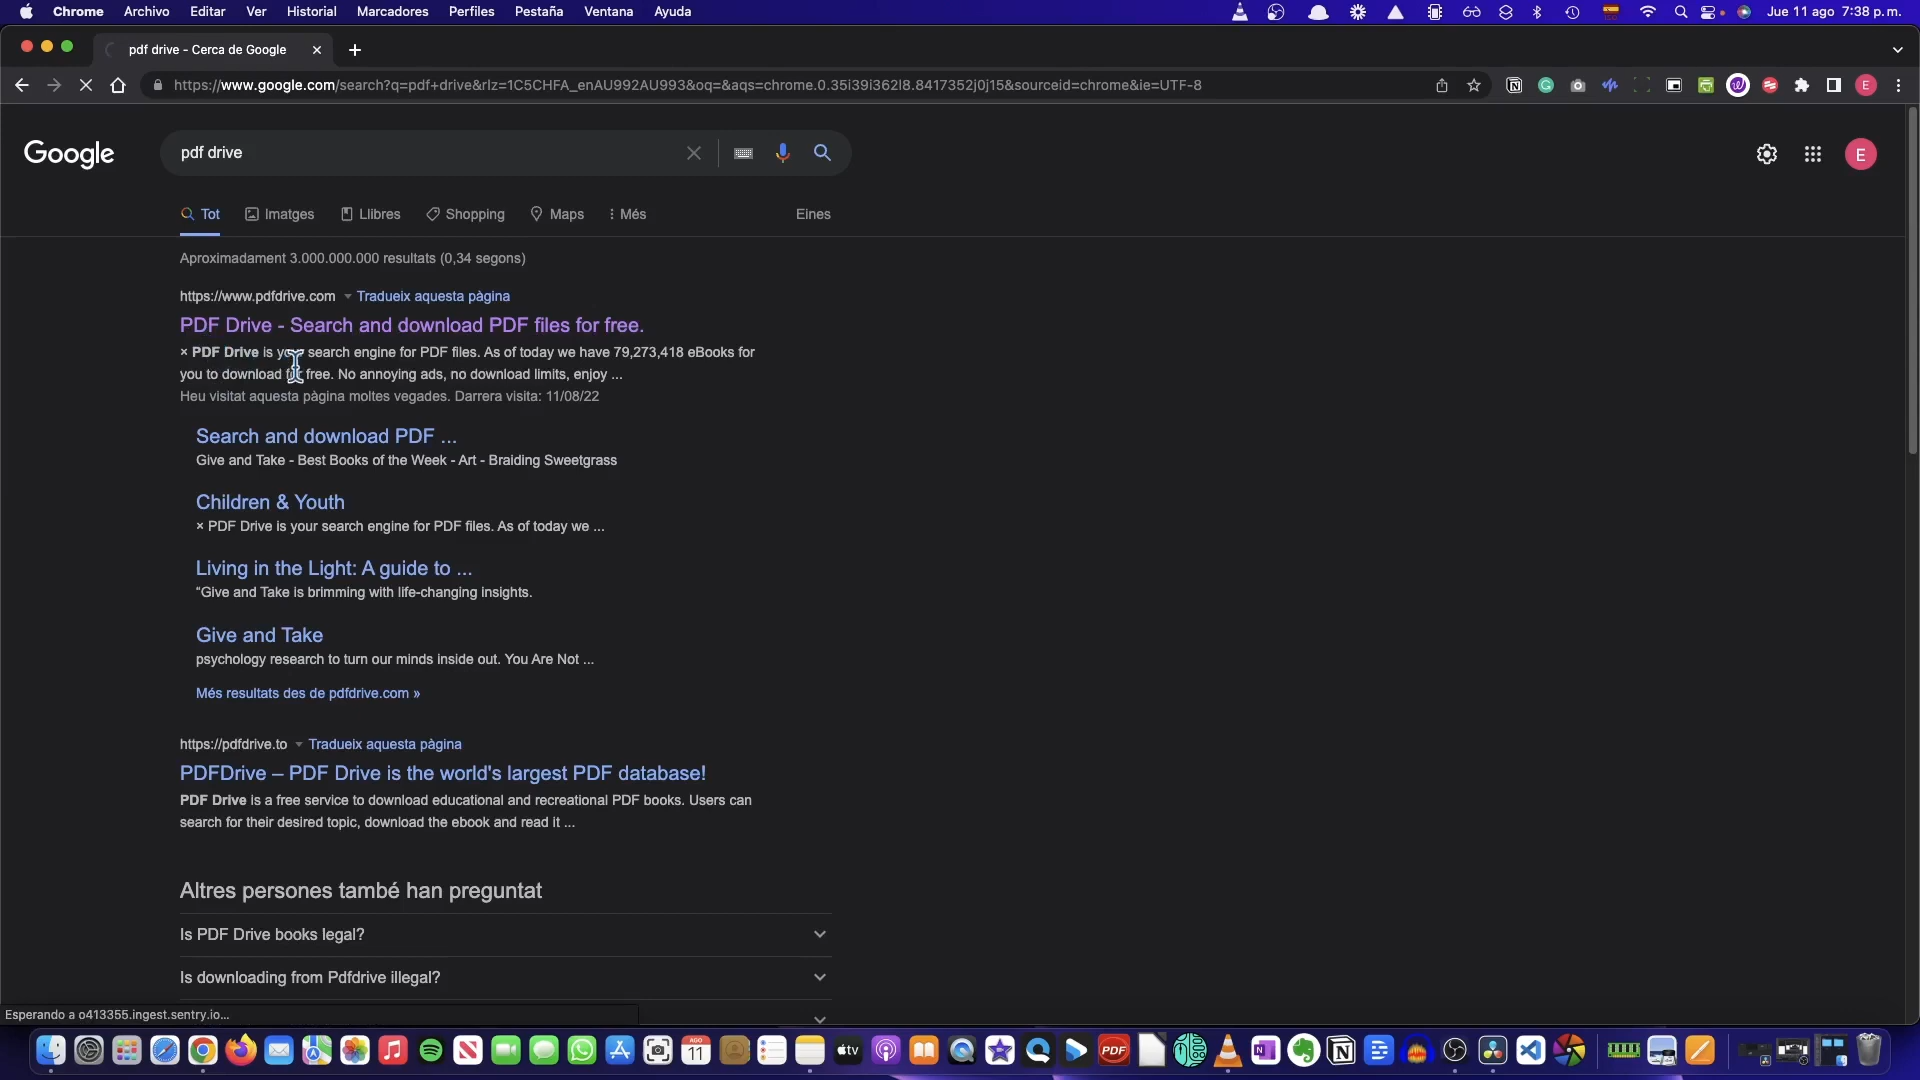 Chrome Archivo Editar Ver Historial Marcadores Perfiles Pestaña Ventana Ayuda Jue 11 ago 7:38 p. m.
pdf drive - Cerca de Google
https://www.google.com/search?q=pdf+drive&rlz=1C5CHFA_enAU992AU993&oq=&aqs=chrome.0.35i39i362l8.8417352j0j15&sourceid=chrome&ie=UTF-8 E
Google pdf drive E
Tot Imatges Llibres Shopping Maps Més Eines
Aproximadament 3.000.000.000 resultats (0,34 segons)
https://www.pdfdrive.com Tradueix aquesta pàgina
PDF Drive - Search and download PDF files for free.
× PDF Drive is your search engine for PDF files. As of today we have 79,273,418 eBooks for
you to download for free. No annoying ads, no download limits, enjoy ...
Heu visitat aquesta pàgina moltes vegades. Darrera visita: 11/08/22
Search and download PDF ...
Give and Take - Best Books of the Week - Art - Braiding Sweetgrass
Children & Youth
× PDF Drive is your search engine for PDF files. As of today we ...
Living in the Light: A guide to ...
“Give and Take is brimming with life-changing insights.
Give and Take
psychology research to turn our minds inside out. You Are Not ...
Més resultats des de pdfdrive.com »
https://pdfdrive.to Tradueix aquesta pàgina
PDFDrive – PDF Drive is the world's largest PDF database!
PDF Drive is a free service to download educational and recreational PDF books. Users can
search for their desired topic, download the ebook and read it ...
Altres persones també han preguntat
Is PDF Drive books legal?
Is downloading from Pdfdrive illegal?
Esperando a o413355.ingest.sentry.io...
AGO
11
tv
PDF